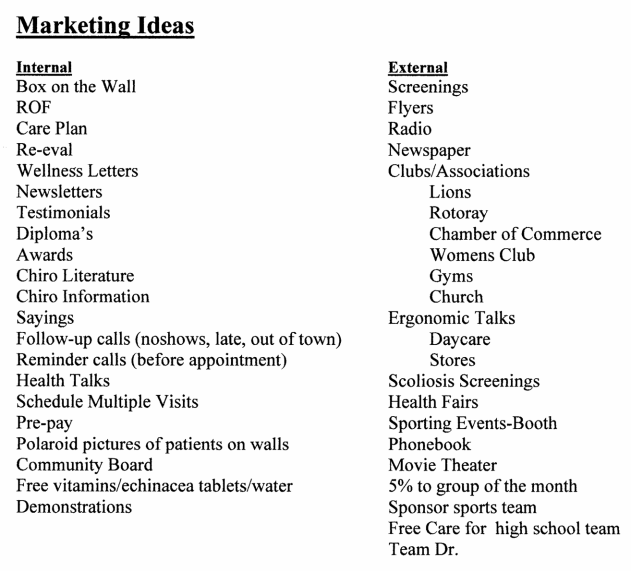 Marketing Ideas
Internal
Box on the Wall
ROF
Care Plan
Re-eval
Wellness Letters
Newsletters
Testimonials
Diploma's
Awards
Chiro Literature
Chiro Information
Sayings
Follow-up calls (noshows, late, out of town)
Reminder calls (before appointment)
Health Talks
Schedule Multiple Visits
Pre-pay
Polaroid pictures of patients on walls
Community Board
Free vitamins/echinacea tablets/water
Demonstrations
External
Screenings
Flyers
Radio
Newspaper
Clubs/Associations
Lions
Rotoray
Chamber of Commerce
Womens Club
Gyms
Church
Ergonomic Talks
Daycare
Stores
Scoliosis Screenings
Health Fairs
Sporting Events-Booth
Phonebook
Movie Theater
5% to group of the month
Sponsor sports team
Free Care for high school team
Team Dr.